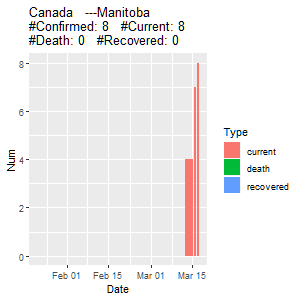 Canada   ---Manitoba
#Confirmed: 8   #Current: 8
#Death: 0   #Recovered: 0
8
6
4
2
0
Num
Feb 01
Feb 15
Mar 01
Mar 15
Date
Type
current
death
recovered